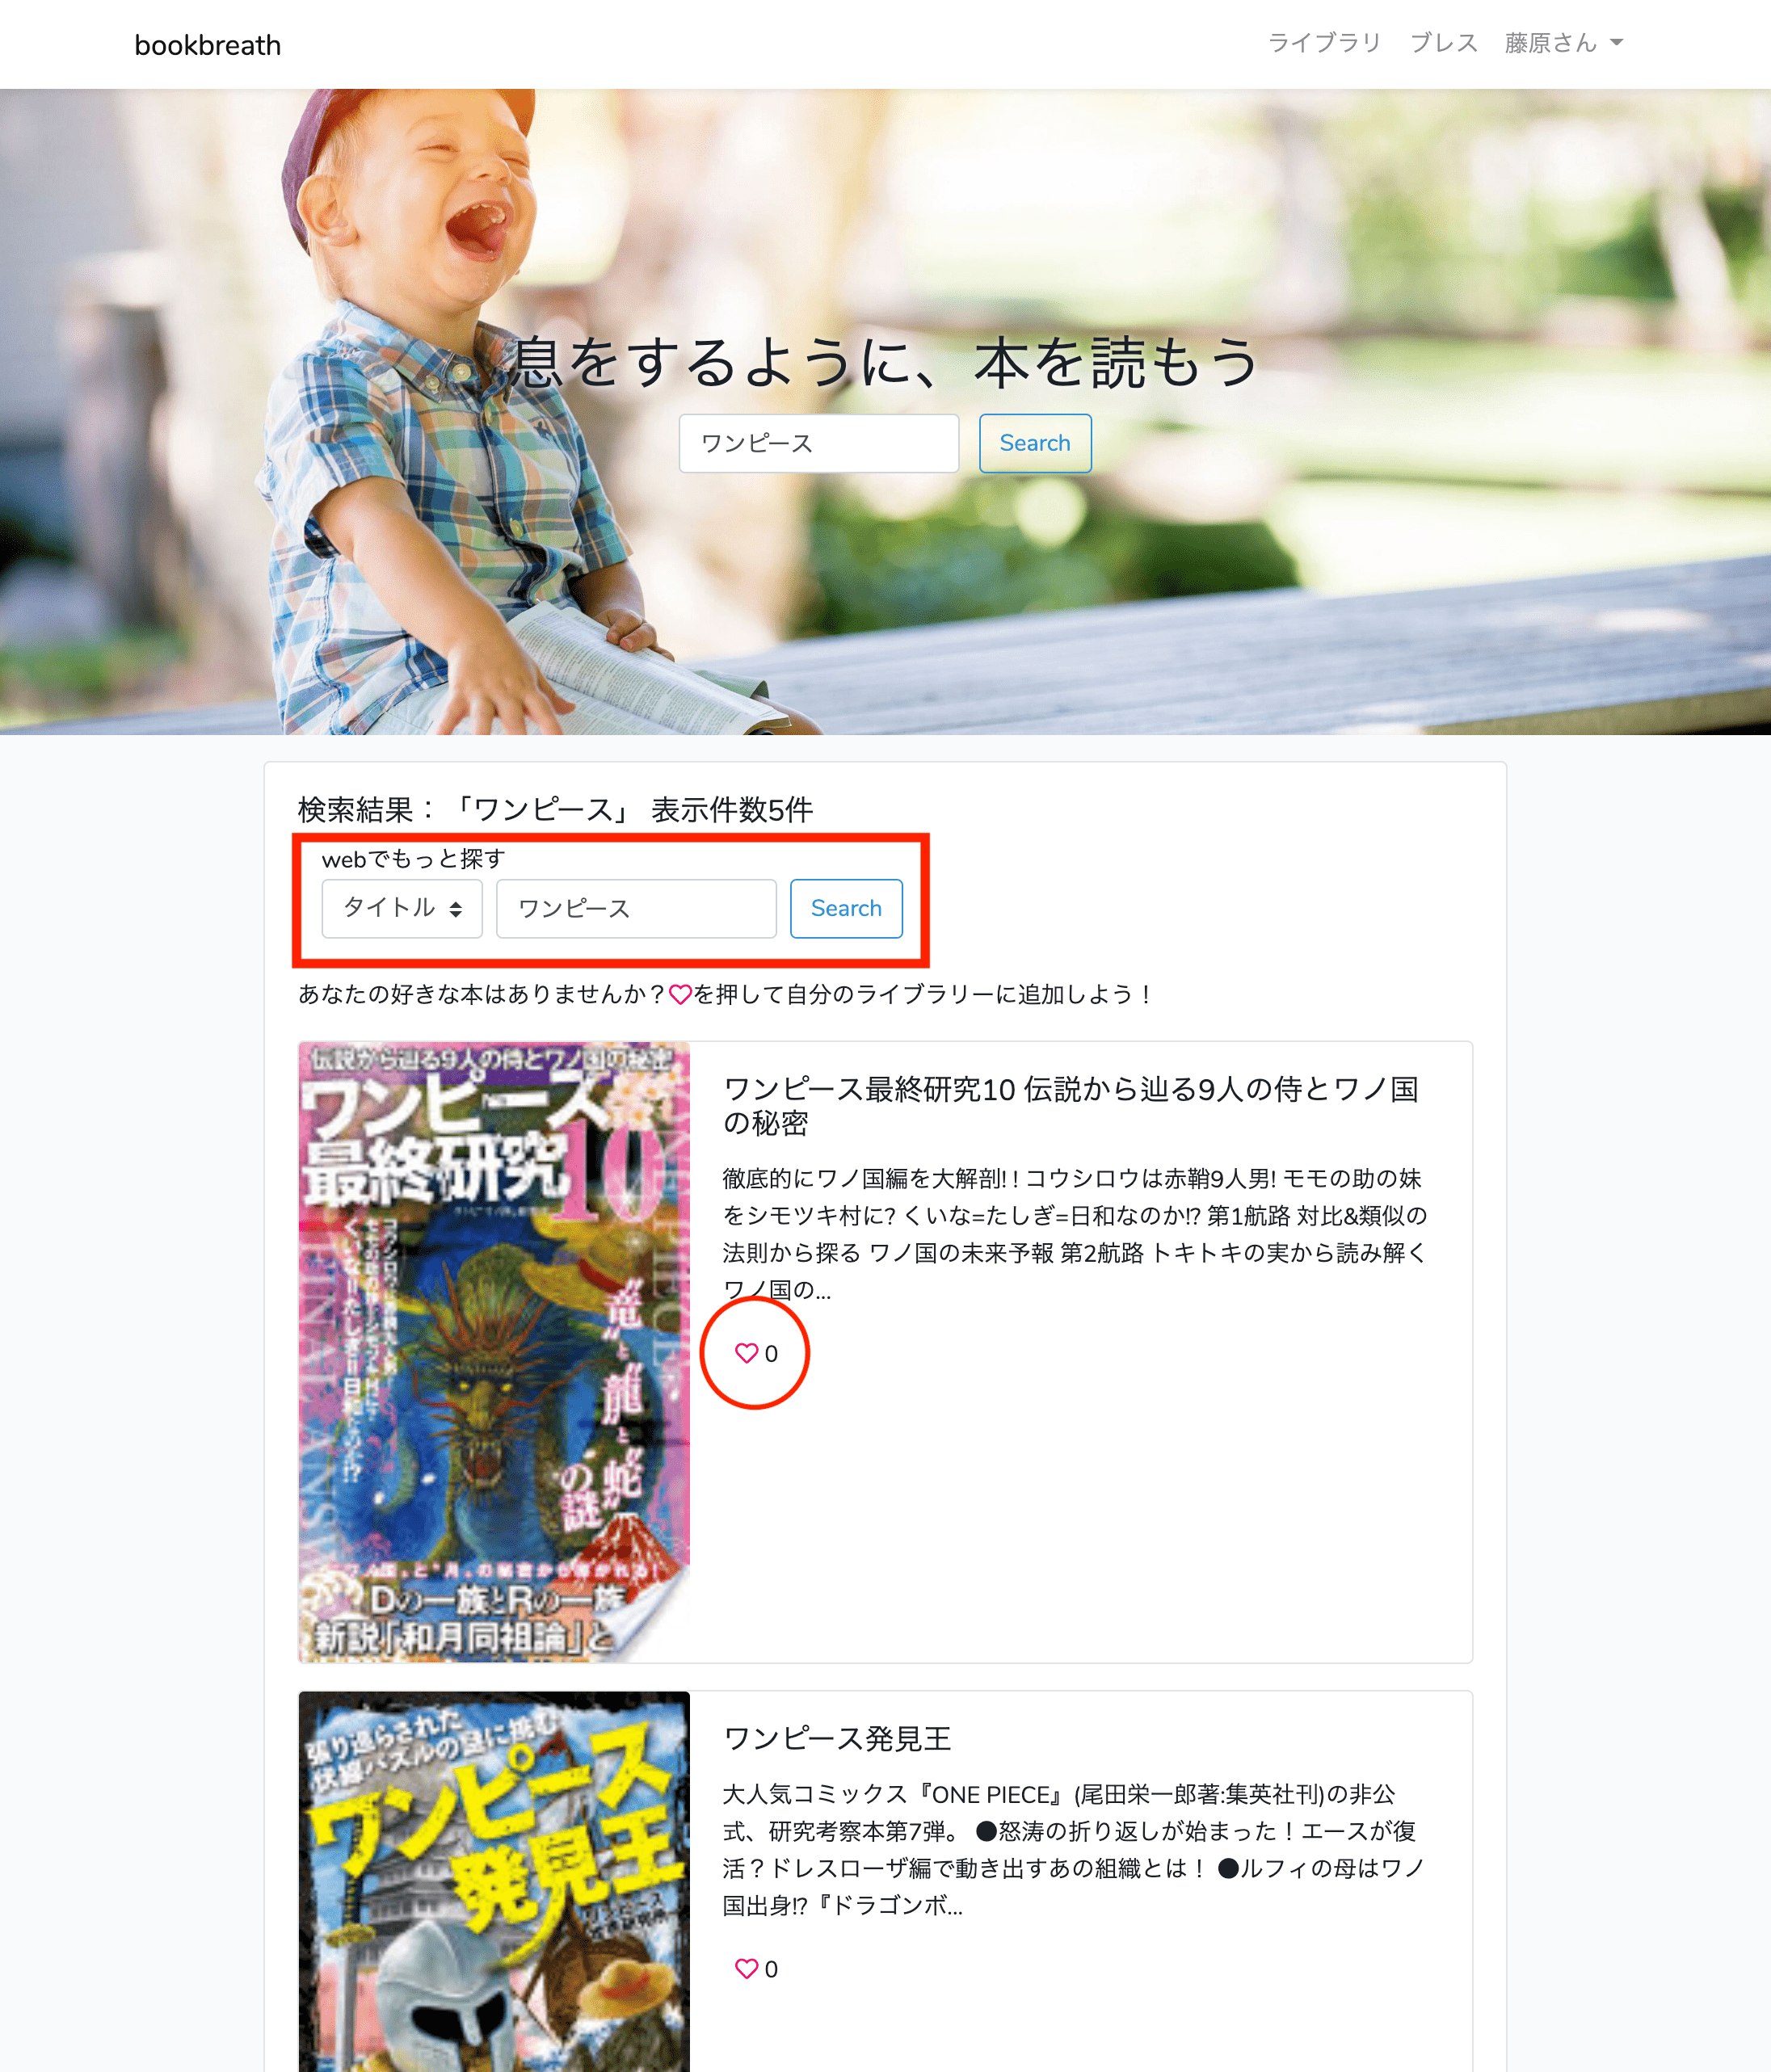 bookbreath
ライブラリ ブレス 藤原さん
息をするように、本を読もう
ワンピース Search
検索結果：「ワンピース」 表示件数5件
webでもっと探す
タイトル ワンピース Search
あなたの好きな本はありませんか？♡を押して自分のライブラリーに追加しよう！
伝説から辿る9人の侍とワノ国の秘密
ワンピース
最終研究10
"竜"と"龍"と"蛇"
の謎
Dの一族とRの一族
新説「和月同祖論」と
ワンピース最終研究10 伝説から辿る9人の侍とワノ国
の秘密
徹底的にワノ国編を大解剖! ! コウシロウは赤鞘9人男! モモの助の妹
をシモツキ村に? くいな=たしぎ=日和なのか!? 第1航路 対比&類似の
法則から探る ワノ国の未来予報 第2航路 トキトキの実から読み解く
ワノ国の...
♡ 0
張り巡らされた
伏線パズルの謎に挑む
ワンピース
発見王
ワンピース発見王
大人気コミックス『ONE PIECE』(尾田栄一郎著:集英社刊)の非公
式、研究考察本第7弾。 ●怒涛の折り返しが始まった！エースが復
活？ドレスローザ編で動き出すあの組織とは！ ●ルフィの母はワノ
国出身!?『ドラゴンボ...
♡ 0